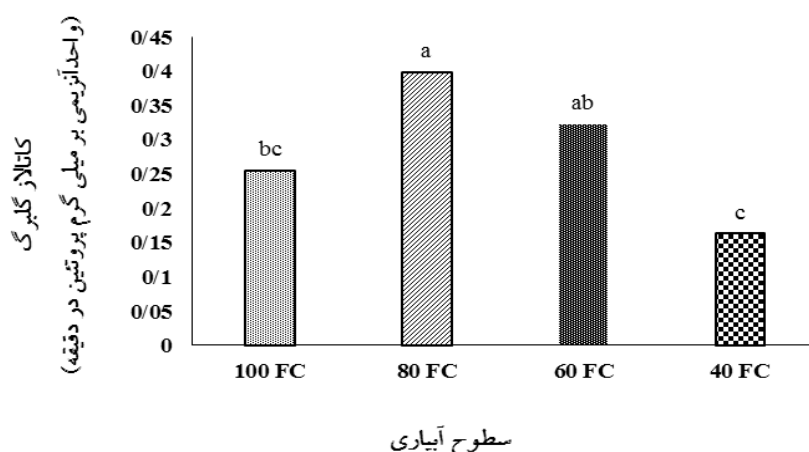 کاتالاز گلبرگ
(واحدآنزیمی بر میلی گرم پروتئین در دقیقه)
0/45
0/4
0/35
0/3
0/25
0/2
0/15
0/1
0/05
0
bc
a
ab
c
100 FC
80 FC
60 FC
40 FC
سطوح آبیاری